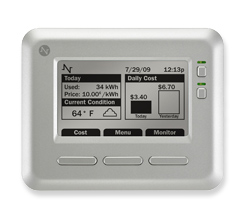 7/29/09 12:13p
Today
Used: 34 kWh
Price: 10.00¢/kWh
Current Condition
64° F
Daily Cost
$3.40
$6.70
Today
Yesterday
Cost Menu Monitor